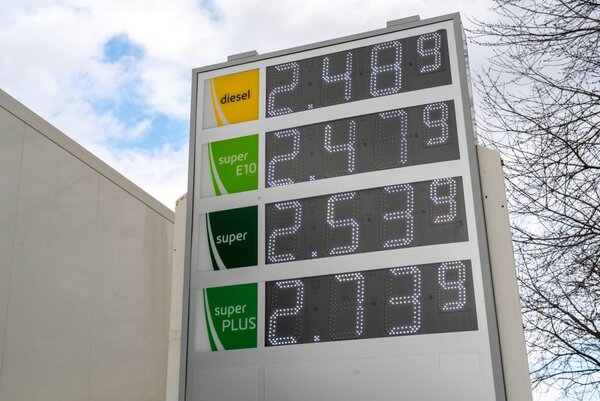 diesel 2.48⁹
super E10 2.47⁹
super 2.53⁹
super PLUS 2.73⁹